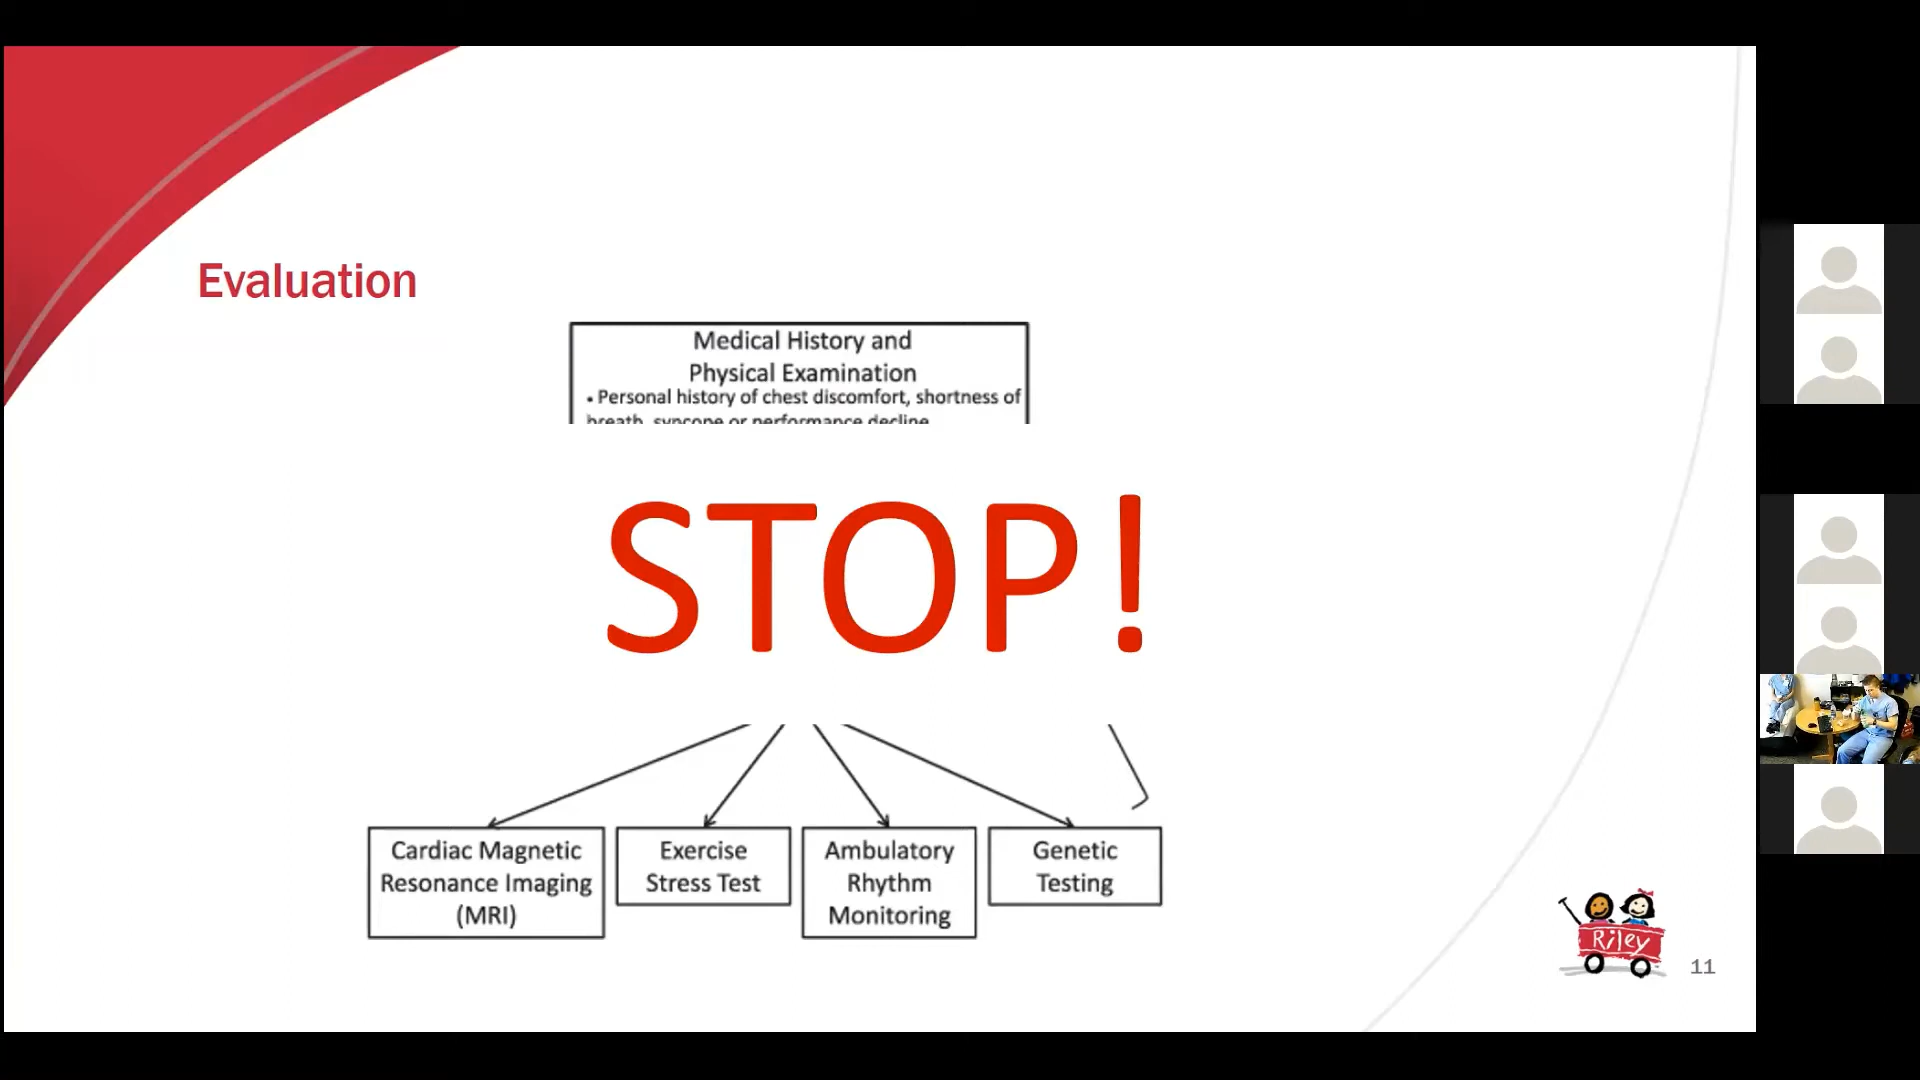 Evaluation
Medical History and
Physical Examination
• Personal history of chest discomfort, shortness of
breath, syncope or performance decline
STOP!
Cardiac Magnetic
Resonance Imaging
(MRI)
Exercise
Stress Test
Ambulatory
Rhythm
Monitoring
Genetic
Testing
Riley
11